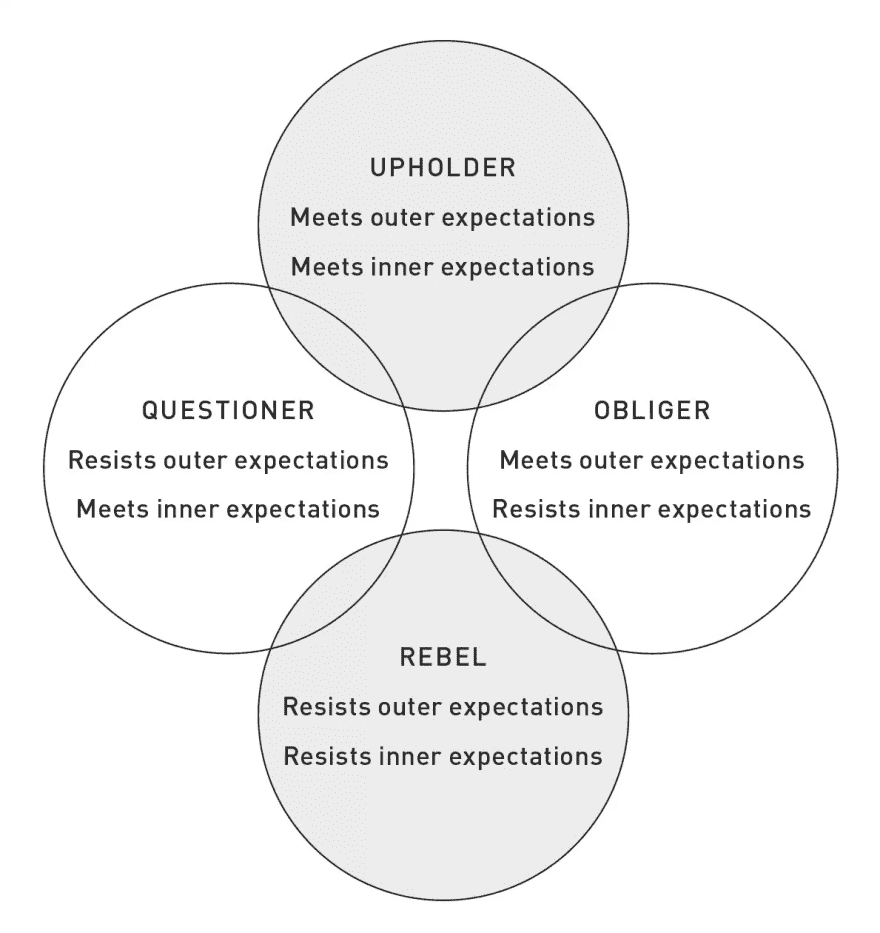 UPHOLDER
Meets outer expectations
Meets inner expectations
QUESTIONER
Resists outer expectations
Meets inner expectations
OBLIGER
Meets outer expectations
Resists inner expectations
REBEL
Resists outer expectations
Resists inner expectations